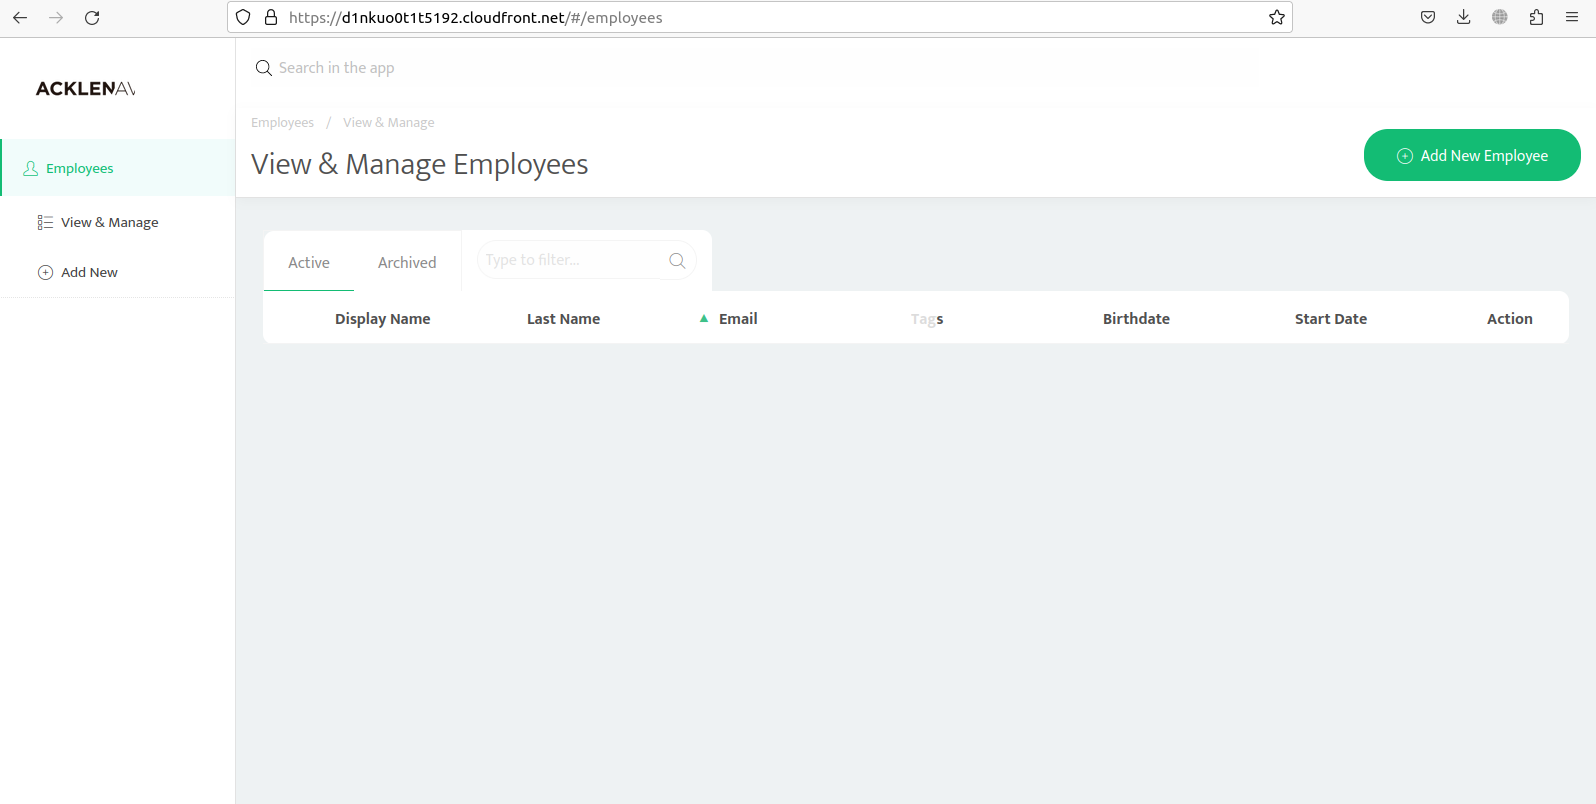 https://d1nkuo0t1t5192.cloudfront.net/#/employees
ACKLENAV
Search in the app
Employees / View & Manage
View & Manage Employees
Add New Employee
Employees
View & Manage
Add New
Active Archived Type to filter...
Display Name Last Name ▲ Email Tags Birthdate Start Date Action